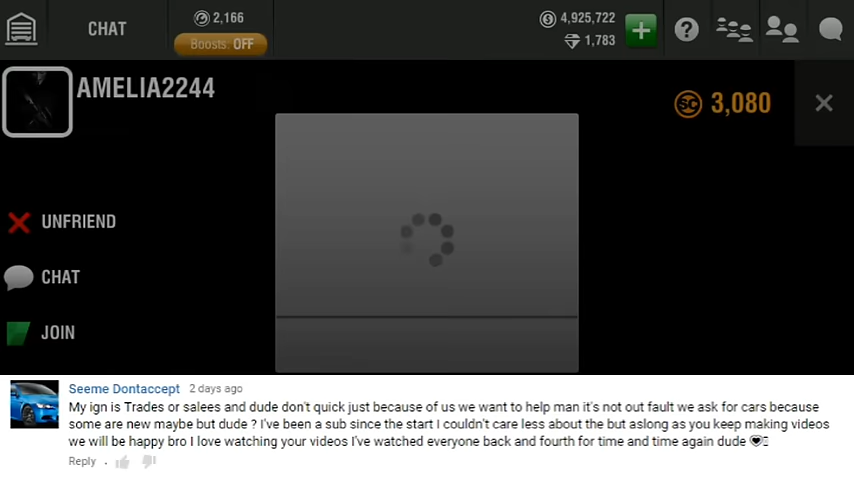 CHAT
2,166
Boosts: OFF
4,925,722
1,783
AMELIA2244
SC 3,080
UNFRIEND
CHAT
JOIN
Seeme Dontaccept 2 days ago
My ign is Trades or salees and dude don't quick just because of us we want to help man it's not out fault we ask for cars because
some are new maybe but dude ? I've been a sub since the start I couldn't care less about the but aslong as you keep making videos
we will be happy bro I love watching your videos I've watched everyone back and fourth for time and time again dude ♥
Reply